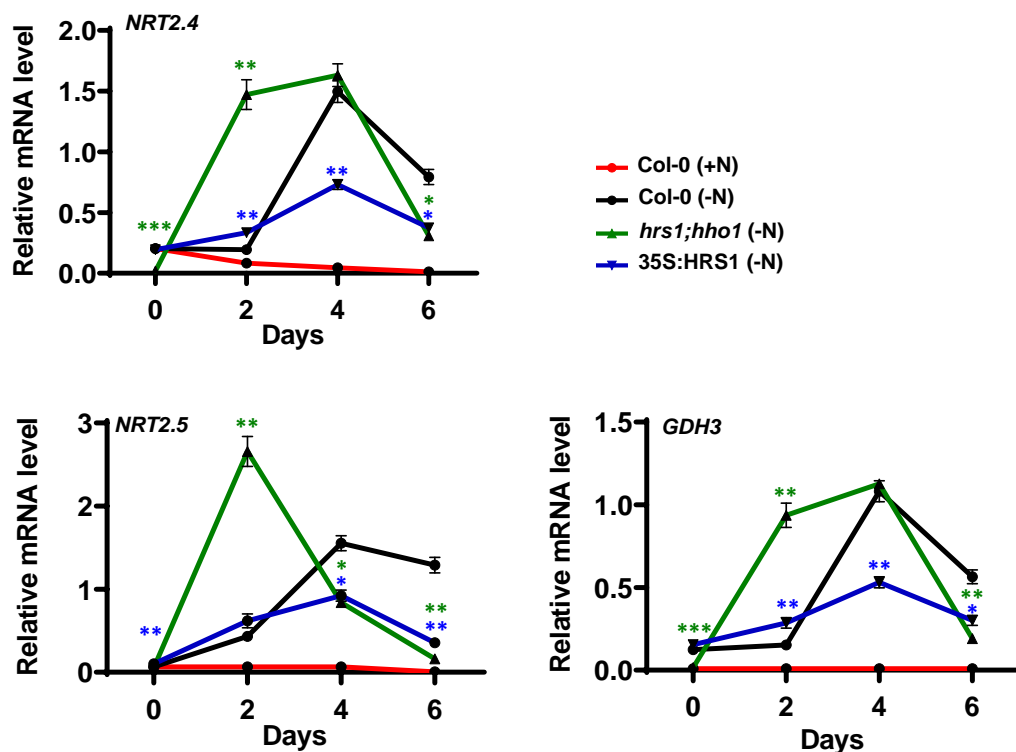 NRT2.4
Relative mRNA level
2.0
1.5
1.0
0.5
0.0
***
**
**
**
*
*
0 2 4 6
Days
Col-0 (+N)
Col-0 (-N)
hrs1;hho1 (-N)
35S:HRS1 (-N)
NRT2.5
Relative mRNA level
3
2
1
0
**
**
*
*
**
**
0 2 4 6
Days
GDH3
Relative mRNA level
1.5
1.0
0.5
0.0
***
**
**
**
**
*
0 2 4 6
Days